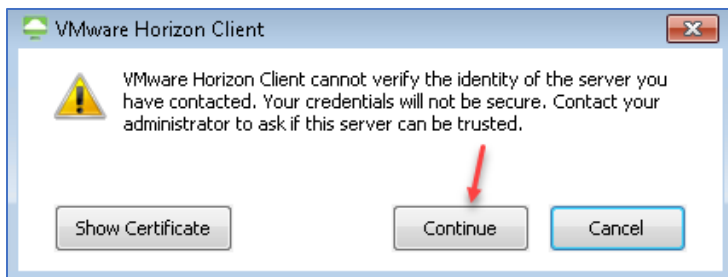 VMware Horizon Client
VMware Horizon Client cannot verify the identity of the server you
have contacted. Your credentials will not be secure. Contact your
administrator to ask if this server can be trusted.
Show Certificate
Continue
Cancel